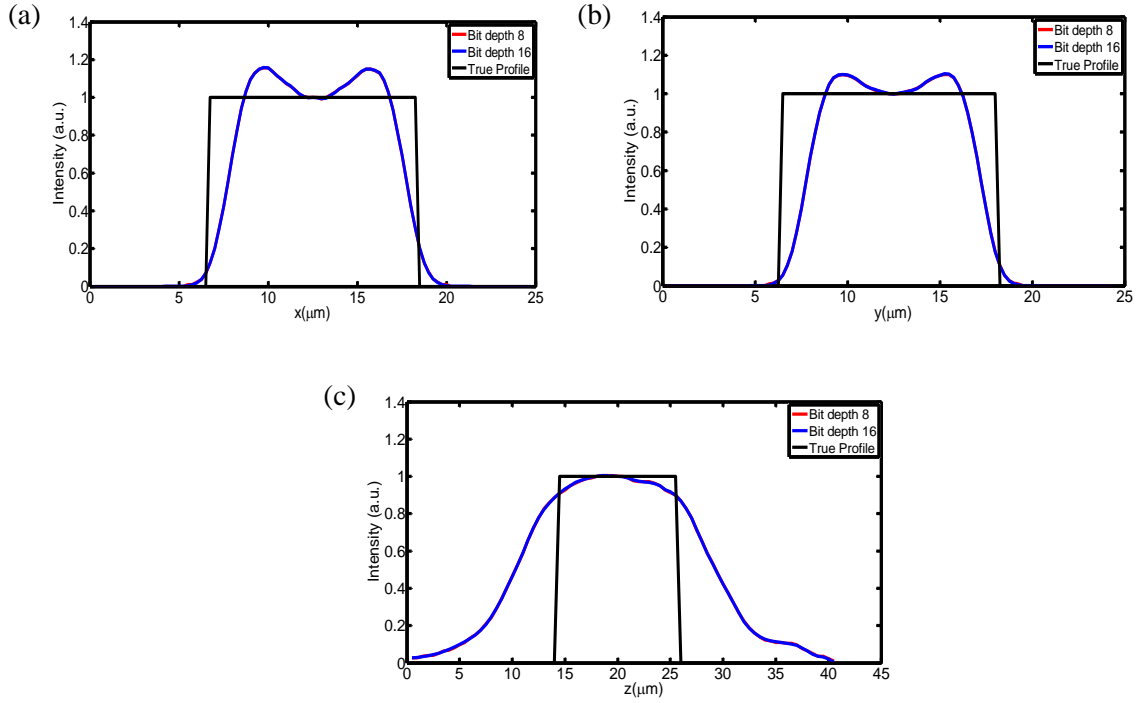 (a)
1.4
1.2
1
0.8
0.6
0.4
0.2
0
Intensity (a.u.)
Bit depth 8
Bit depth 16
True Profile
0 5 10 15 20 25
x(μm)
(b)
1.4
1.2
1
0.8
0.6
0.4
0.2
0
Intensity (a.u.)
Bit depth 8
Bit depth 16
True Profile
0 5 10 15 20 25
y(μm)
(c)
1.4
1.2
1
0.8
0.6
0.4
0.2
0
Intensity (a.u.)
Bit depth 8
Bit depth 16
True Profile
0 5 10 15 20 25 30 35 40 45
z(μm)